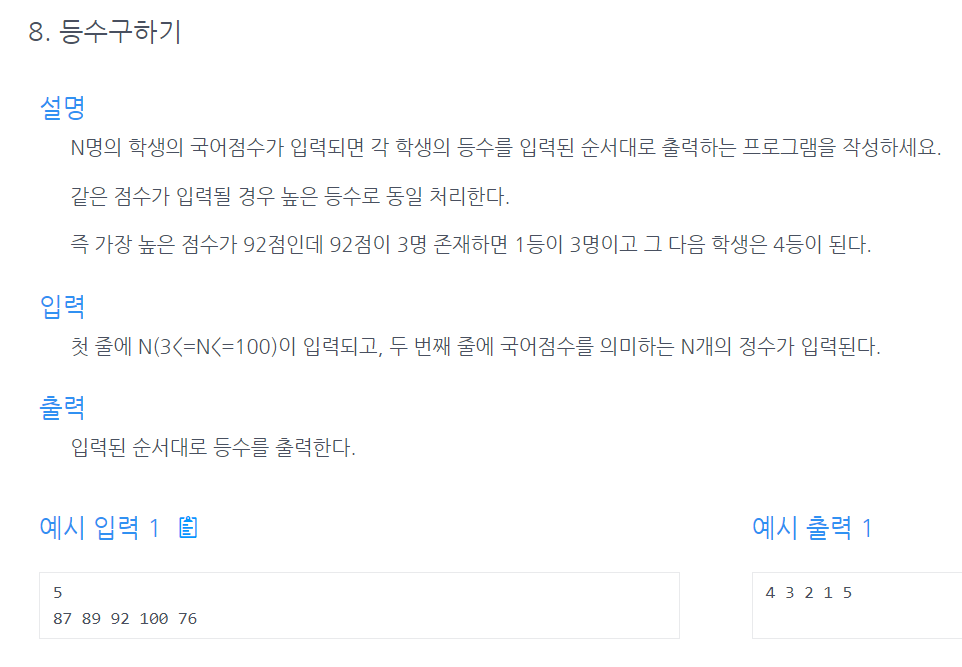 8. 등수구하기
설명
N명의 학생의 국어점수가 입력되면 각 학생의 등수를 입력된 순서대로 출력하는 프로그램을 작성하세요.
같은 점수가 입력될 경우 높은 등수로 동일 처리한다.
즉 가장 높은 점수가 92점인데 92점이 3명 존재하면 1등이 3명이고 그 다음 학생은 4등이 된다.
입력
첫 줄에 N(3<=N<=100)이 입력되고, 두 번째 줄에 국어점수를 의미하는 N개의 정수가 입력된다.
출력
입력된 순서대로 등수를 출력한다.
예시 입력 1
5
87 89 92 100 76
예시 출력 1
4 3 2 1 5